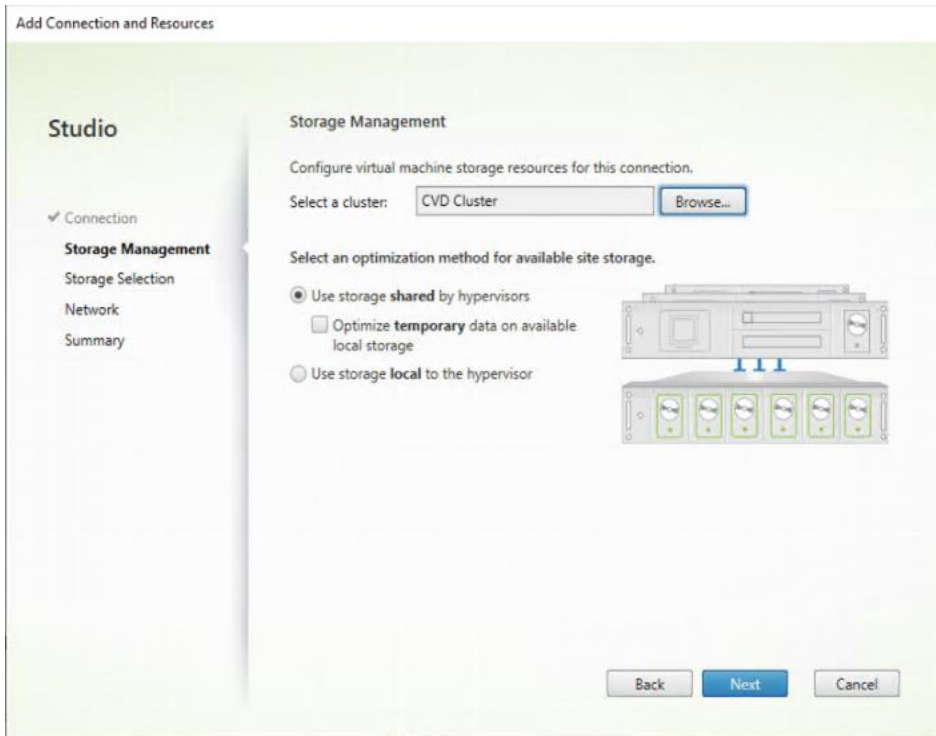 Add Connection and Resources
Studio
✔ Connection
Storage Management
Storage Selection
Network
Summary
Storage Management
Configure virtual machine storage resources for this connection.
Select a cluster: CVD Cluster Browse...
Select an optimization method for available site storage.
Use storage shared by hypervisors
Optimize temporary data on available
local storage
Use storage local to the hypervisor
Back Next Cancel